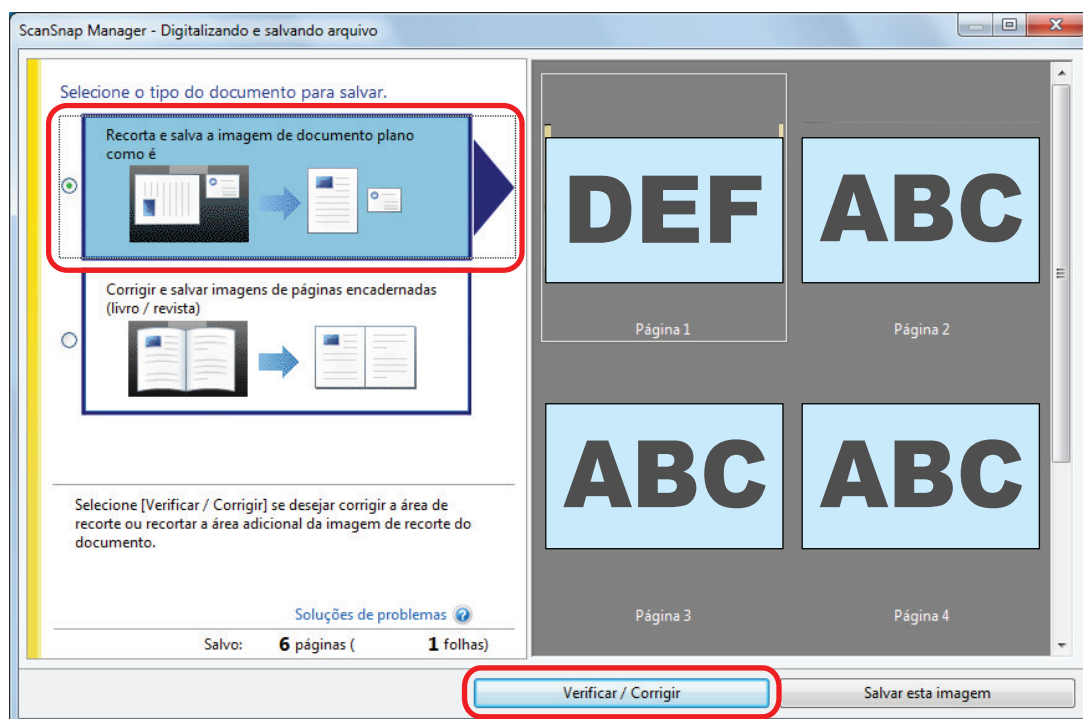 ScanSnap Manager - Digitalizando e salvando arquivo
Selecione o tipo do documento para salvar.
Recorta e salva a imagem de documento plano
como é
Corrigir e salvar imagens de páginas encadernadas
(livro / revista)
Selecione [Verificar / Corrigir] se desejar corrigir a área de
recorte ou recortar a área adicional da imagem de recorte do
documento.
Soluções de problemas
Salvo: 6 páginas ( 1 folhas)
DEF
Página 1
ABC
Página 2
ABC
Página 3
ABC
Página 4
Verificar / Corrigir
Salvar esta imagem